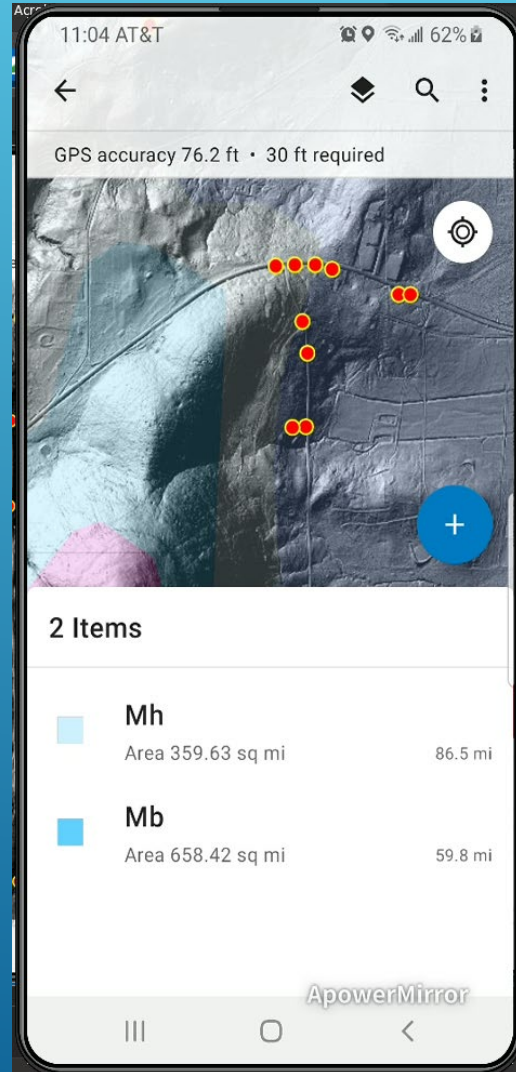 Acro
11:04 AT&T 62%
GPS accuracy 76.2 ft • 30 ft required
2 Items
Mh
Area 359.63 sq mi 86.5 mi
Mb
Area 658.42 sq mi 59.8 mi
ApowerMirror